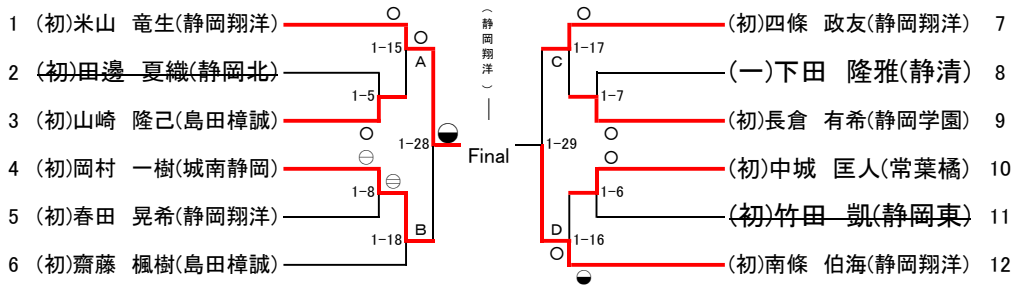 1 (初)米山 竜生(静岡翔洋)
2 (初)田邊 夏織(静岡北)
3 (初)山崎 隆己(島田樟誠)
4 (初)岡村 一樹(城南静岡)
5 (初)春田 晃希(静岡翔洋)
6 (初)齋藤 楓樹(島田樟誠)
1-15
A
1-5
1-28
1-8
B
1-18
(静岡翔洋)
Final
1-17
C
1-7
1-29
1-6
D
1-16
(初)四條 政友(静岡翔洋) 7
(一)下田 隆雅(静清) 8
(初)長倉 有希(静岡学園) 9
(初)中城 匡人(常葉橘) 10
(初)竹田 凱(静岡東) 11
(初)南條 伯海(静岡翔洋) 12